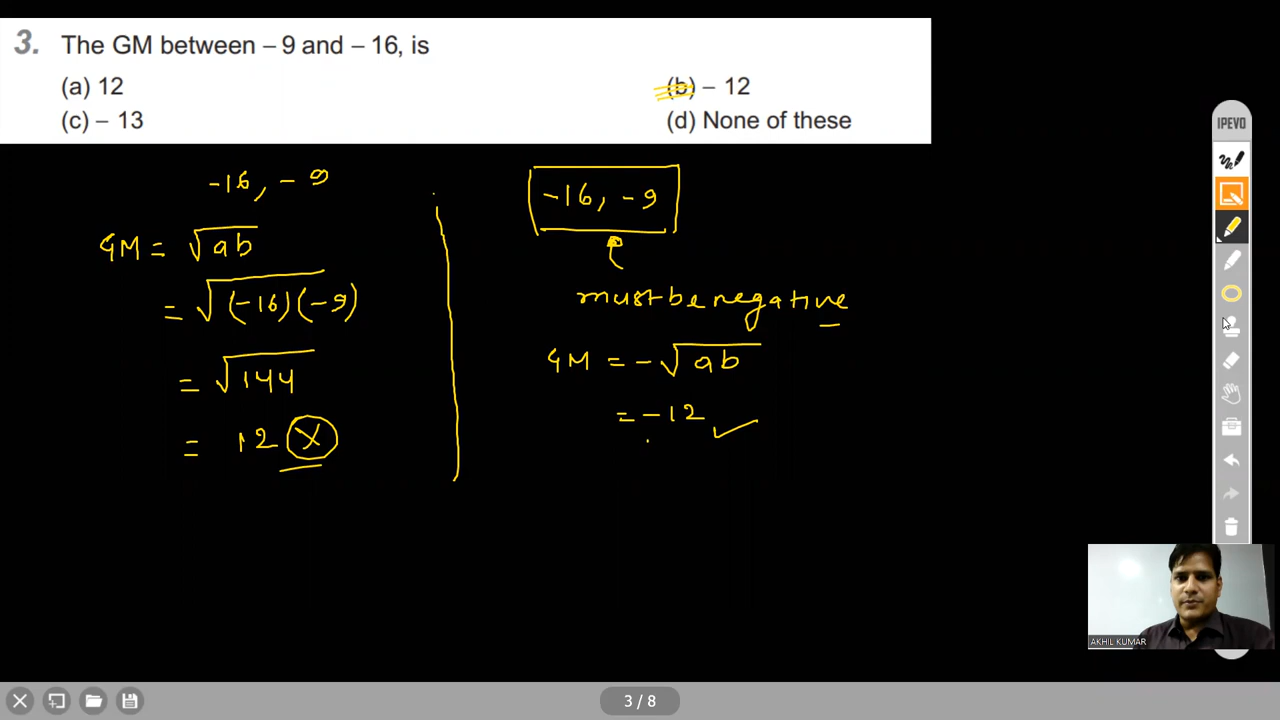 3. The GM between – 9 and – 16, is
(a) 12 (b) – 12
(c) – 13 (d) None of these
-16, - 9
GM = √ab
= √(-16)(-9)
= √144
= 12 X
-16, -9
must be negative
GM = -√ab
= -12 ✓
IPEVO
AKHIL KUMAR
3 / 8